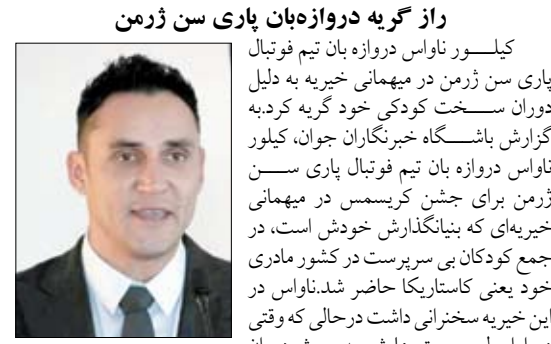 راز گریه دروازه‌بان پاری سن ژرمن
کیلـــور ناواس دروازه بان تیم فوتبال
پاری سن ژرمن در میهمانی خیریه به دلیل
دوران ســـخت کودکی خود گریه کرد.به
گزارش باشـــگاه خبرنگاران جوان، کیلور
ناواس دروازه بان تیم فوتبال پاری ســـن
ژرمن برای جشن کریسمس در میهمانی
خیریه‌ای که بنیانگذارش خودش است، در
جمع کودکان بی سرپرست در کشور مادری
خود یعنی کاستاریکا حاضر شد.ناواس در
این خیریه سخنرانی داشت درحالی که وقتی